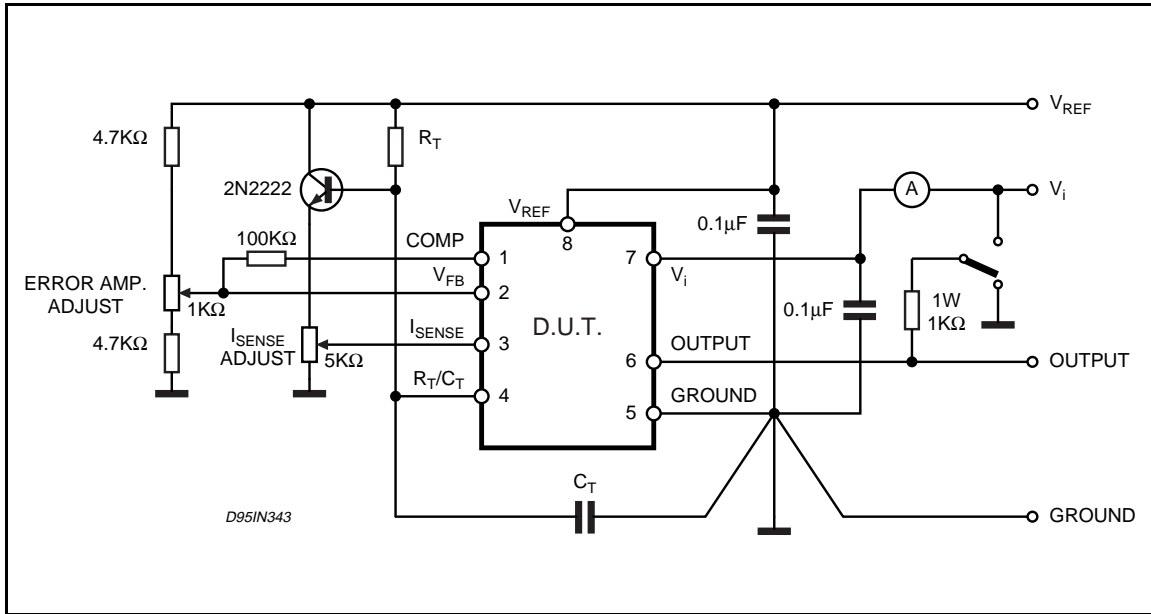 V_REF
4.7KΩ
R_T
2N2222
A
V_i
V_REF
8
0.1µF
100KΩ
COMP
1
7
V_i
ERROR AMP.
ADJUST
1KΩ
V_FB
2
D.U.T.
0.1µF
1W
1KΩ
4.7KΩ
I_SENSE
ADJUST
5KΩ
I_SENSE
3
OUTPUT
6
OUTPUT
R_T/C_T
4
GROUND
5
C_T
D95IN343
GROUND